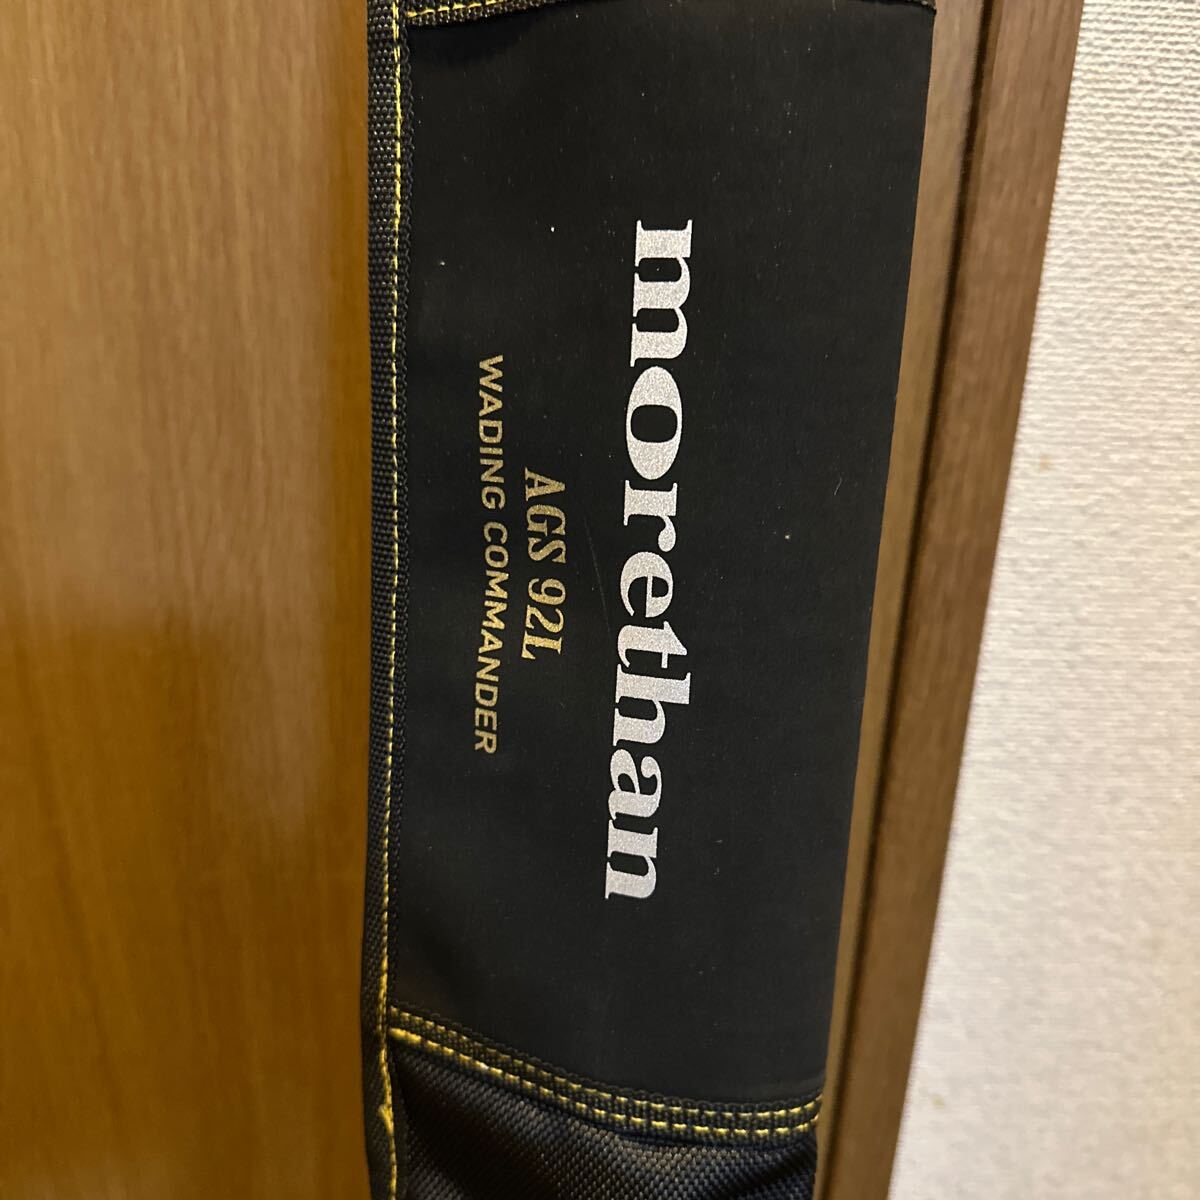 morethan
AGS 92L
WADING COMMANDER